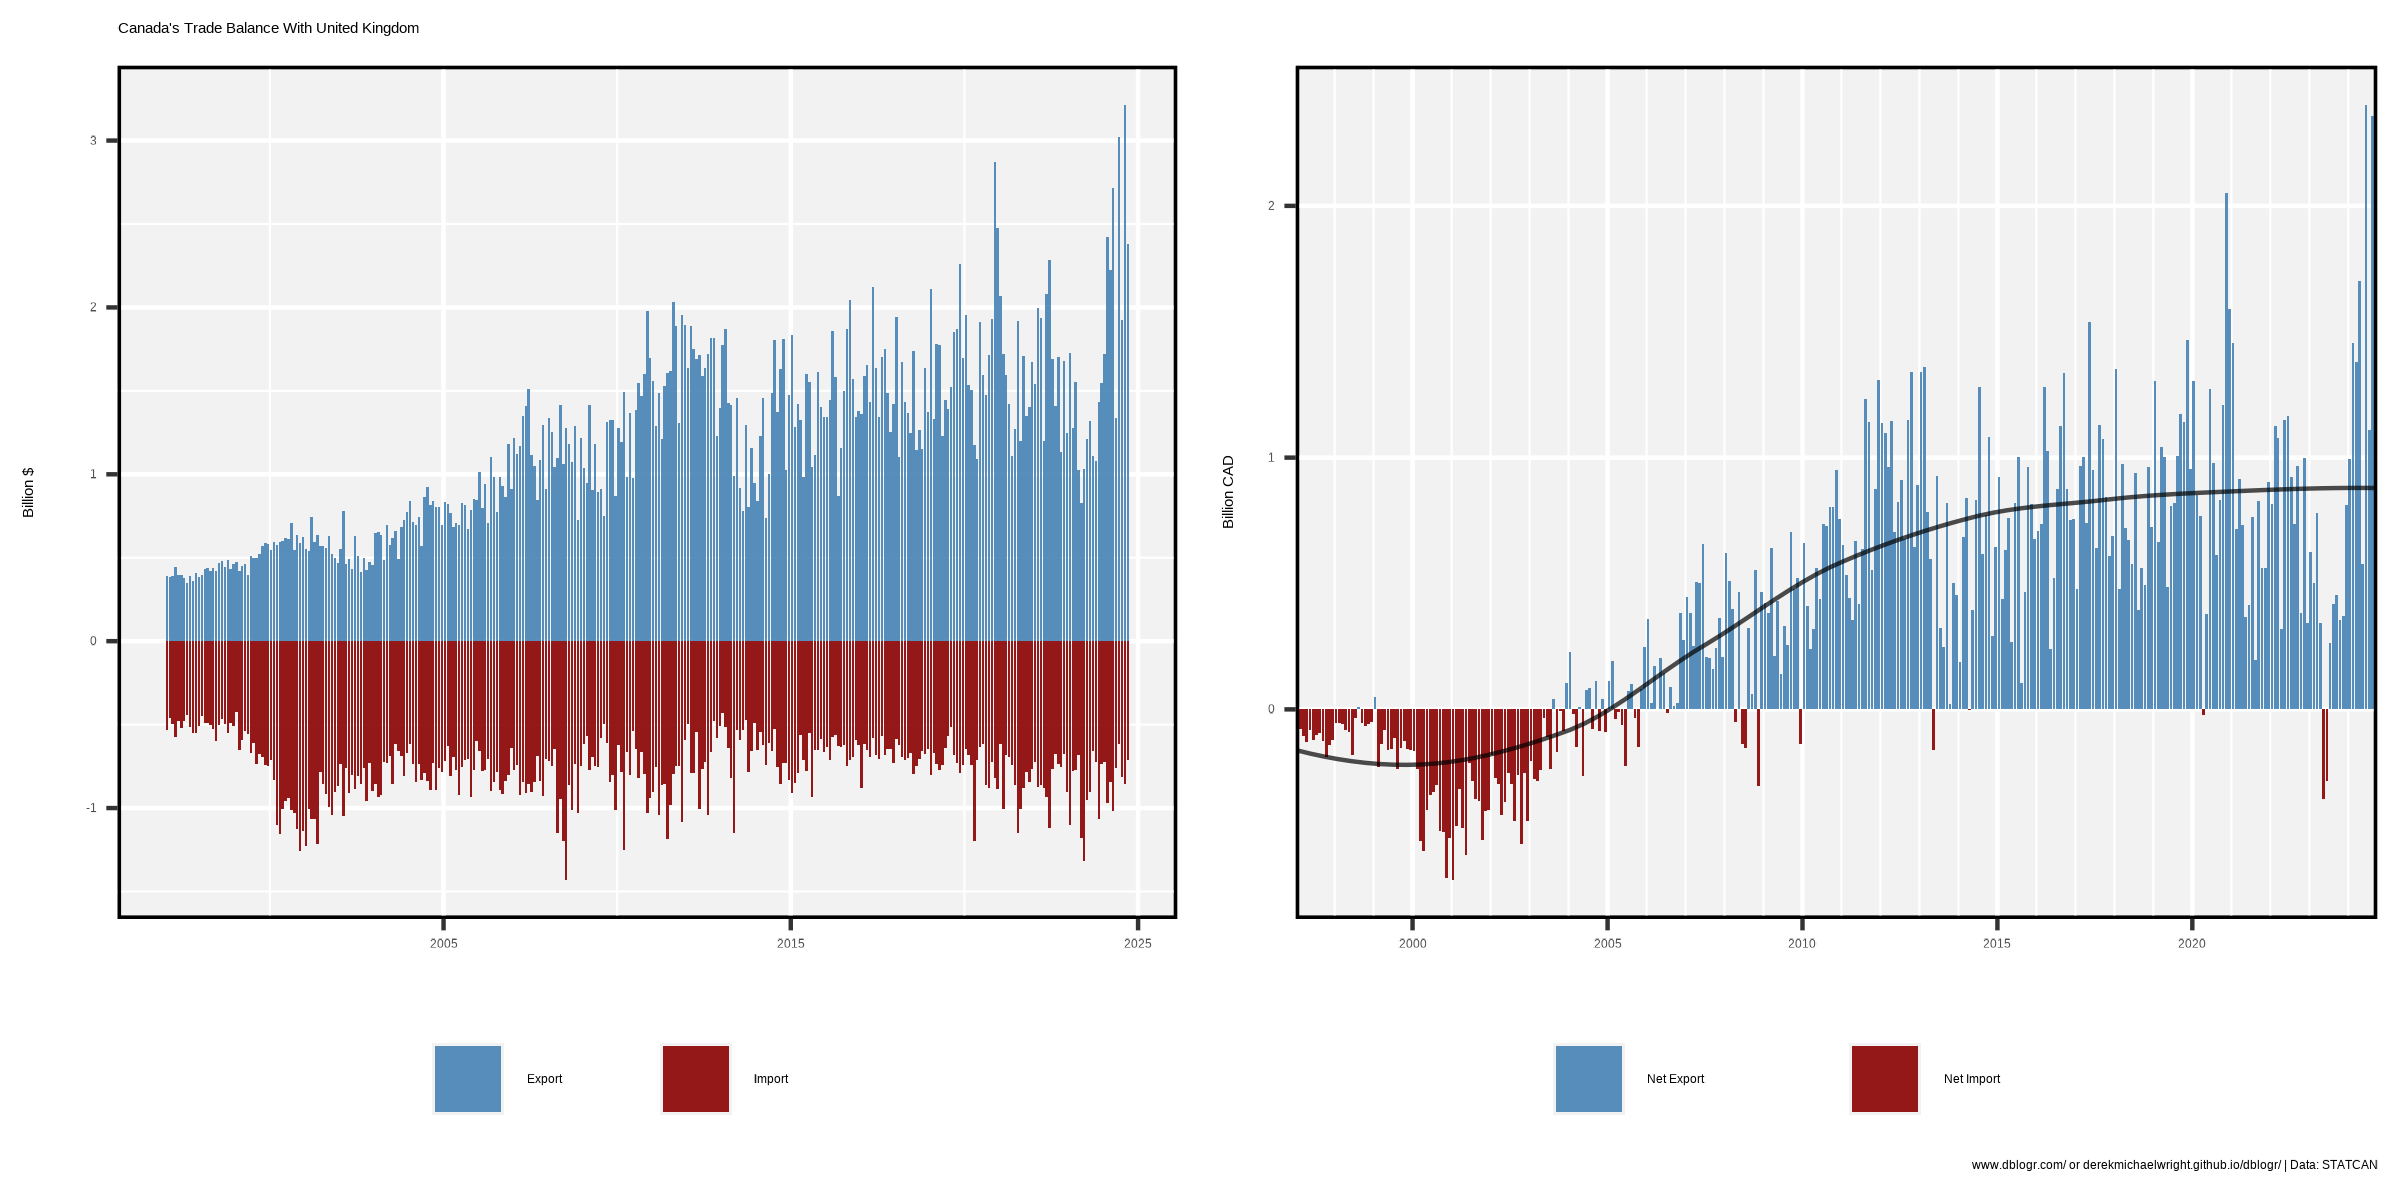 Canada's Trade Balance With United Kingdom
Billion $
3
2
1
0
-1
2005
2015
2025
Export
Import
Billion CAD
2
1
0
2000
2005
2010
2015
2020
Net Export
Net Import
www.dblogr.com/ or derekmichaelwright.github.io/dblogr/ | Data: STATCAN